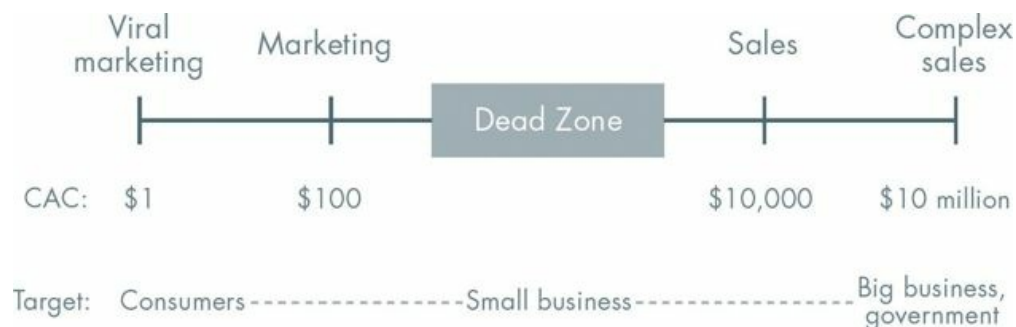 Viral
marketing
Marketing
Sales
Complex
sales
Dead Zone
CAC: $1 $100 $10,000 $10 million
Target: Consumers Small business Big business,
government